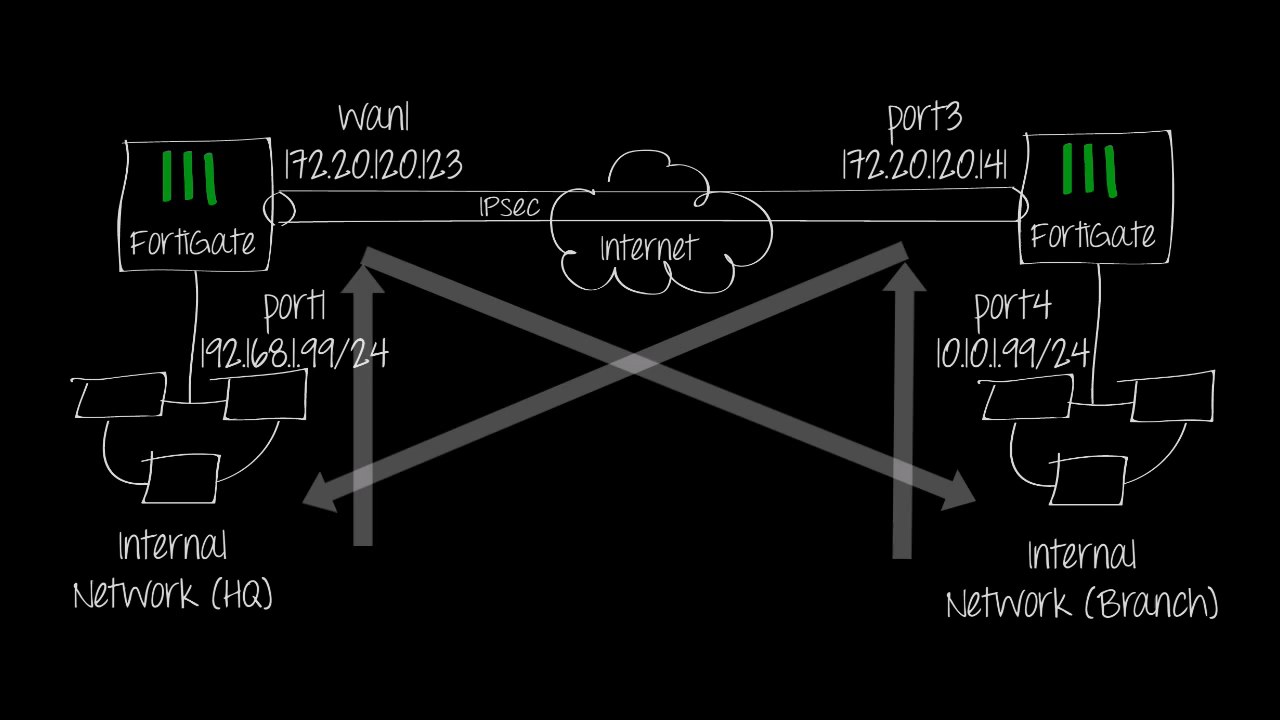 wan1
172.20.120.123
port3
172.20.120.141
IPsec
FortiGate
Internet
FortiGate
port1
192.168.1.99/24
port4
10.10.1.99/24
Internal
Network (HQ)
Internal
Network (Branch)